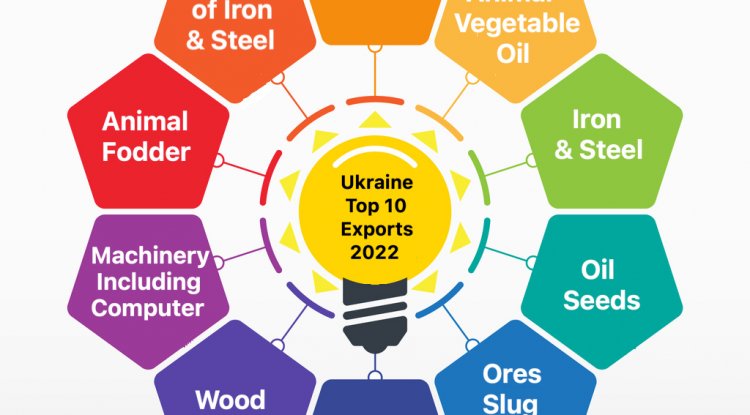 of Iron
& Steel
Animal
Vegetable
Oil
Animal
Fodder
Iron
& Steel
Ukraine
Top 10
Exports
2022
Machinery
Including
Computer
Oil
Seeds
Wood
Ores
Slug